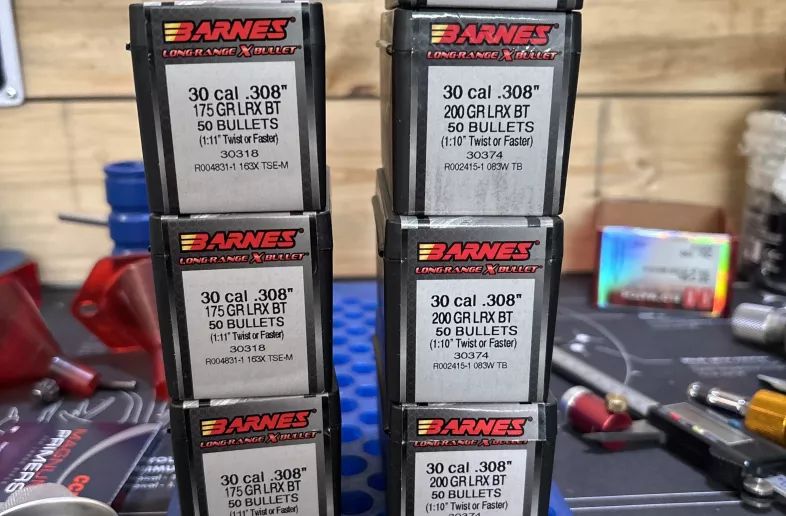 BARNES
LONG-RANGE X BULLET
30 cal .308"
175 GR LRX BT
50 BULLETS
(1:11" Twist or Faster)
30318
R004831-1 163X TSE-M
BARNES
LONG-RANGE X BULLET
30 cal .308"
200 GR LRX BT
50 BULLETS
(1:10" Twist or Faster)
30374
R002415-1 083W TB
BARNES
LONG-RANGE X BULLET
30 cal .308"
175 GR LRX BT
50 BULLETS
(1:11" Twist or Faster)
30318
R004831-1 163X TSE-M
BARNES
LONG-RANGE X BULLET
30 cal .308"
200 GR LRX BT
50 BULLETS
(1:10" Twist or Faster)
30374
R002415-1 083W TB
BARNES
LONG-RANGE X BULLET
30 cal .308"
175 GR LRX BT
50 BULLETS
(1:11" Twist or Faster)
BARNES
LONG-RANGE X BULLET
30 cal .308"
200 GR LRX BT
50 BULLETS
(1:10" Twist or Faster)
30374
PRIMERS